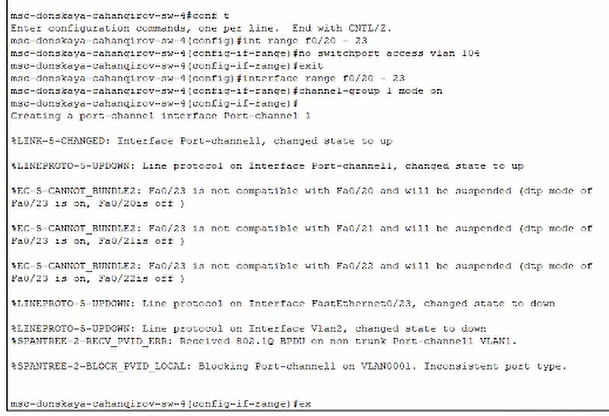 msc-donskaya-cahanqirov-sw-4#conf t
Enter configuration commands, one per line. End with CNTL/Z.
msc-donskaya-cahanqirov-sw-4(config)#int range f0/20 - 23
msc-donskaya-cahanqirov-sw-4(config-if-range)#no switchport access vlan 104
msc-donskaya-cahanqirov-sw-4(config-if-range)#exit
msc-donskaya-cahanqirov-sw-4(config)#interface range f0/20 - 23
msc-donskaya-cahanqirov-sw-4(config-if-range)#channel-group 1 mode on
msc-donskaya-cahanqirov-sw-4(config-if-range)#
Creating a port-channel interface Port-channel 1
%LINK-5-CHANGED: Interface Port-channel1, changed state to up
%LINEPROTO-5-UPDOWN: Line protocol on Interface Port-channel1, changed state to up
%EC-5-CANNOT_BUNDLE2: Fa0/23 is not compatible with Fa0/20 and will be suspended (dtp mode of
Fa0/23 is on, Fa0/20is off )
%EC-5-CANNOT_BUNDLE2: Fa0/23 is not compatible with Fa0/21 and will be suspended (dtp mode of
Fa0/23 is on, Fa0/21is off )
%EC-5-CANNOT_BUNDLE2: Fa0/23 is not compatible with Fa0/22 and will be suspended (dtp mode of
Fa0/23 is on, Fa0/22is off )
%LINEPROTO-5-UPDOWN: Line protocol on Interface FastEthernet0/23, changed state to down
%LINEPROTO-5-UPDOWN: Line protocol on Interface Vlan2, changed state to down
%SPANTREE-2-RECV_PVID_ERR: Received 802.1Q BPDU on non trunk Port-channel1 VLAN1.
%SPANTREE-2-BLOCK_PVID_LOCAL: Blocking Port-channel1 on VLAN0001. Inconsistent port type.
msc-donskaya-cahanqirov-sw-4(config-if-range)#ex